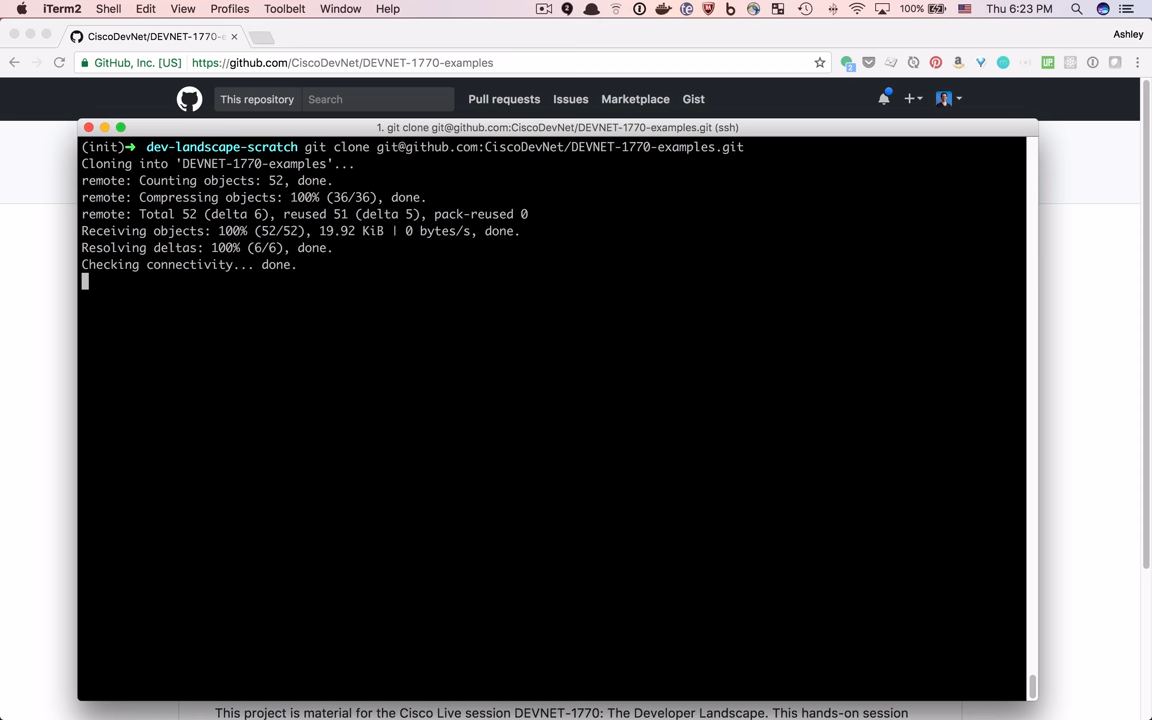 iTerm2 Shell Edit View Profiles Toolbelt Window Help 100% Thu 6:23 PM
CiscoDevNet/DEVNET-1770-e × Ashley
GitHub, Inc. [US] https://github.com/CiscoDevNet/DEVNET-1770-examples
This repository Search Pull requests Issues Marketplace Gist
1. git clone git@github.com:CiscoDevNet/DEVNET-1770-examples.git (ssh)
(init)➜ dev-landscape-scratch git clone git@github.com:CiscoDevNet/DEVNET-1770-examples.git
Cloning into 'DEVNET-1770-examples'...
remote: Counting objects: 52, done.
remote: Compressing objects: 100% (36/36), done.
remote: Total 52 (delta 6), reused 51 (delta 5), pack-reused 0
Receiving objects: 100% (52/52), 19.92 KiB | 0 bytes/s, done.
Resolving deltas: 100% (6/6), done.
Checking connectivity... done.
This project is material for the Cisco Live session DEVNET-1770: The Developer Landscape. This hands-on session